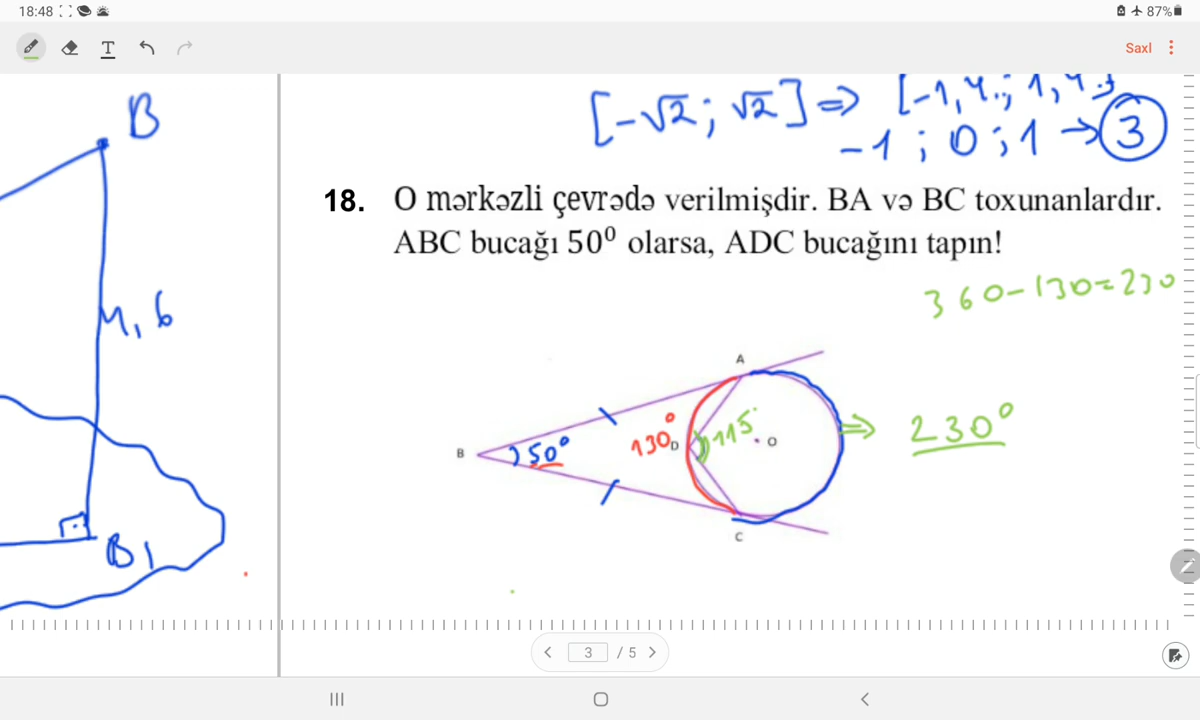 18:48
87%
Saxl
B
[-√2; √2] ⇒ [-1,4..; 1,4..]
-1 ; 0 ; 1 → 3
18. O mərkəzli çevrədə verilmişdir. BA və BC toxunanlardır.
ABC bucağı 50⁰ olarsa, ADC bucağını tapın!
360-130=230
4,6
A
B
50°
130°
D
115°
O
⇒ 230°
C
B1
3 / 5